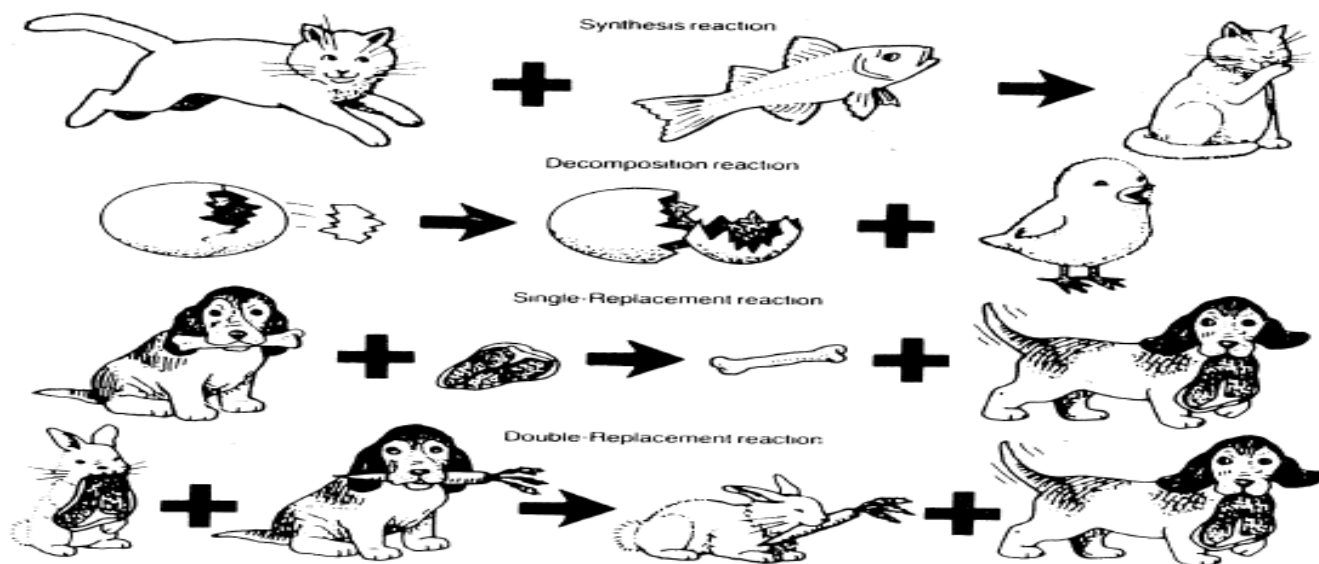 Synthesis reaction
Decomposition reaction
Single-Replacement reaction
Double-Replacement reaction